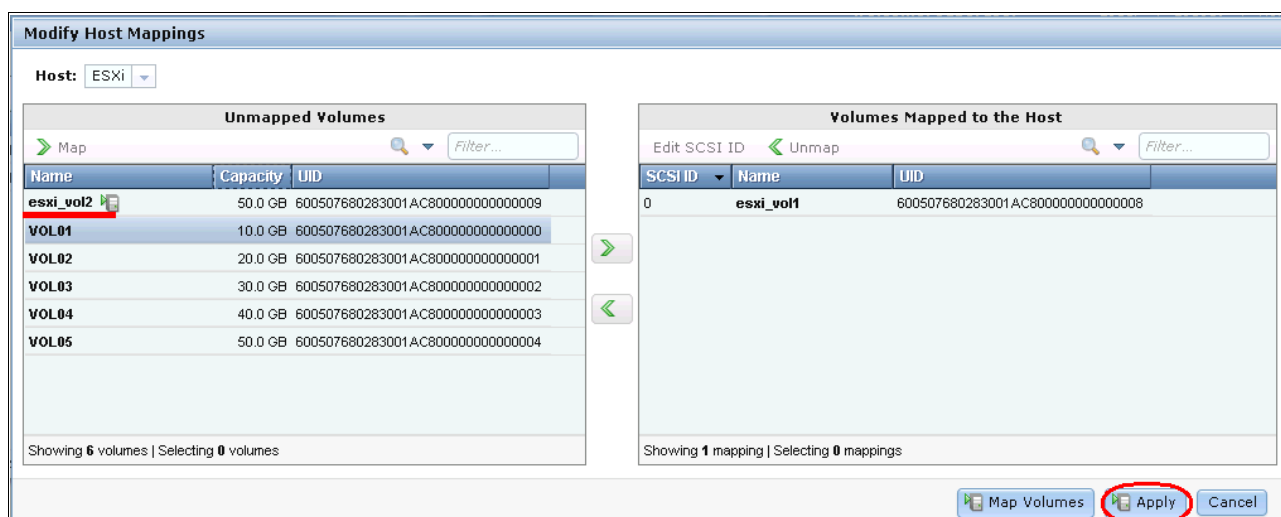 Modify Host Mappings
Host: ESXi
Unmapped Volumes
Map Filter...
Name Capacity UID
esxi_vol2 50.0 GB 600507680283001AC800000000000009
VOL01 10.0 GB 600507680283001AC800000000000000
VOL02 20.0 GB 600507680283001AC800000000000001
VOL03 30.0 GB 600507680283001AC800000000000002
VOL04 40.0 GB 600507680283001AC800000000000003
VOL05 50.0 GB 600507680283001AC800000000000004
Showing 6 volumes | Selecting 0 volumes
Volumes Mapped to the Host
Edit SCSI ID Unmap Filter...
SCSI ID Name UID
0 esxi_vol1 600507680283001AC800000000000008
Showing 1 mapping | Selecting 0 mappings
Map Volumes Apply Cancel